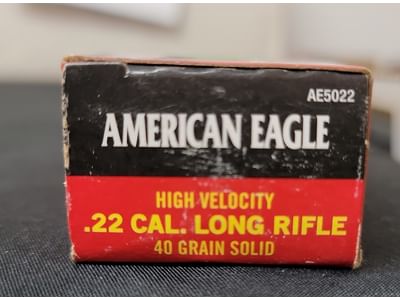 AE5022
AMERICAN EAGLE
HIGH VELOCITY
.22 CAL. LONG RIFLE
40 GRAIN SOLID